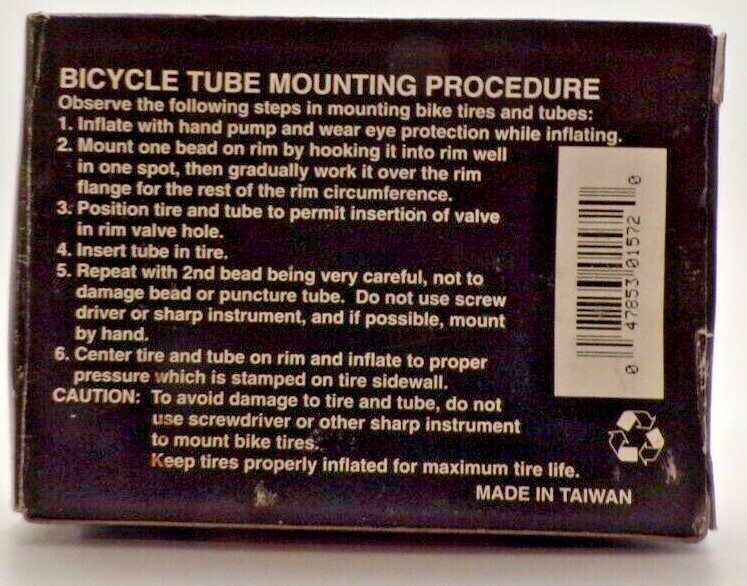 BICYCLE TUBE MOUNTING PROCEDURE
Observe the following steps in mounting bike tires and tubes:
1. Inflate with hand pump and wear eye protection while inflating.
2. Mount one bead on rim by hooking it into rim well
in one spot, then gradually work it over the rim
flange for the rest of the rim circumference.
3. Position tire and tube to permit insertion of valve
in rim valve hole.
4. Insert tube in tire.
5. Repeat with 2nd bead being very careful, not to
damage bead or puncture tube. Do not use screw
driver or sharp instrument, and if possible, mount
by hand.
6. Center tire and tube on rim and inflate to proper
pressure which is stamped on tire sidewall.
CAUTION: To avoid damage to tire and tube, do not
use screwdriver or other sharp instrument
to mount bike tires.
Keep tires properly inflated for maximum tire life.
MADE IN TAIWAN
0 47853 01572 0